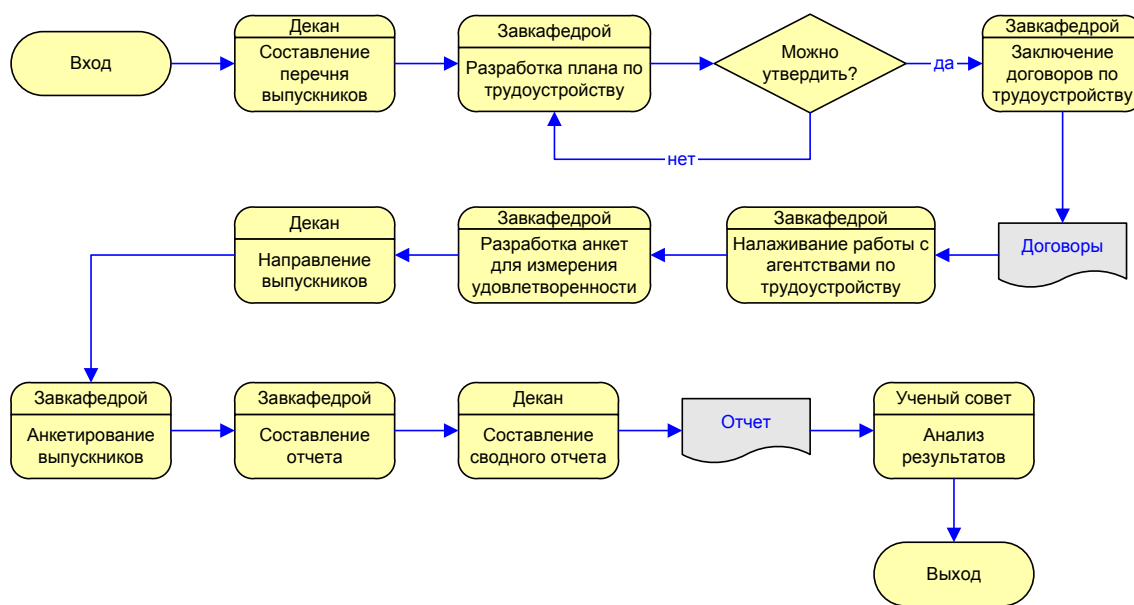 Вход
Декан
Составление
перечня
выпускников
Завкафедрой
Разработка плана по
трудоустройству
Можно
утвердить?
да
Завкафедрой
Заключение
договоров по
трудоустройству
нет
Декан
Направление
выпускников
Завкафедрой
Разработка анкет
для измерения
удовлетворенности
Завкафедрой
Налаживание работы с
агентствами по
трудоустройству
Договоры
Завкафедрой
Анкетирование
выпускников
Завкафедрой
Составление
отчета
Декан
Составление
сводного отчета
Отчет
Ученый совет
Анализ
результатов
Выход